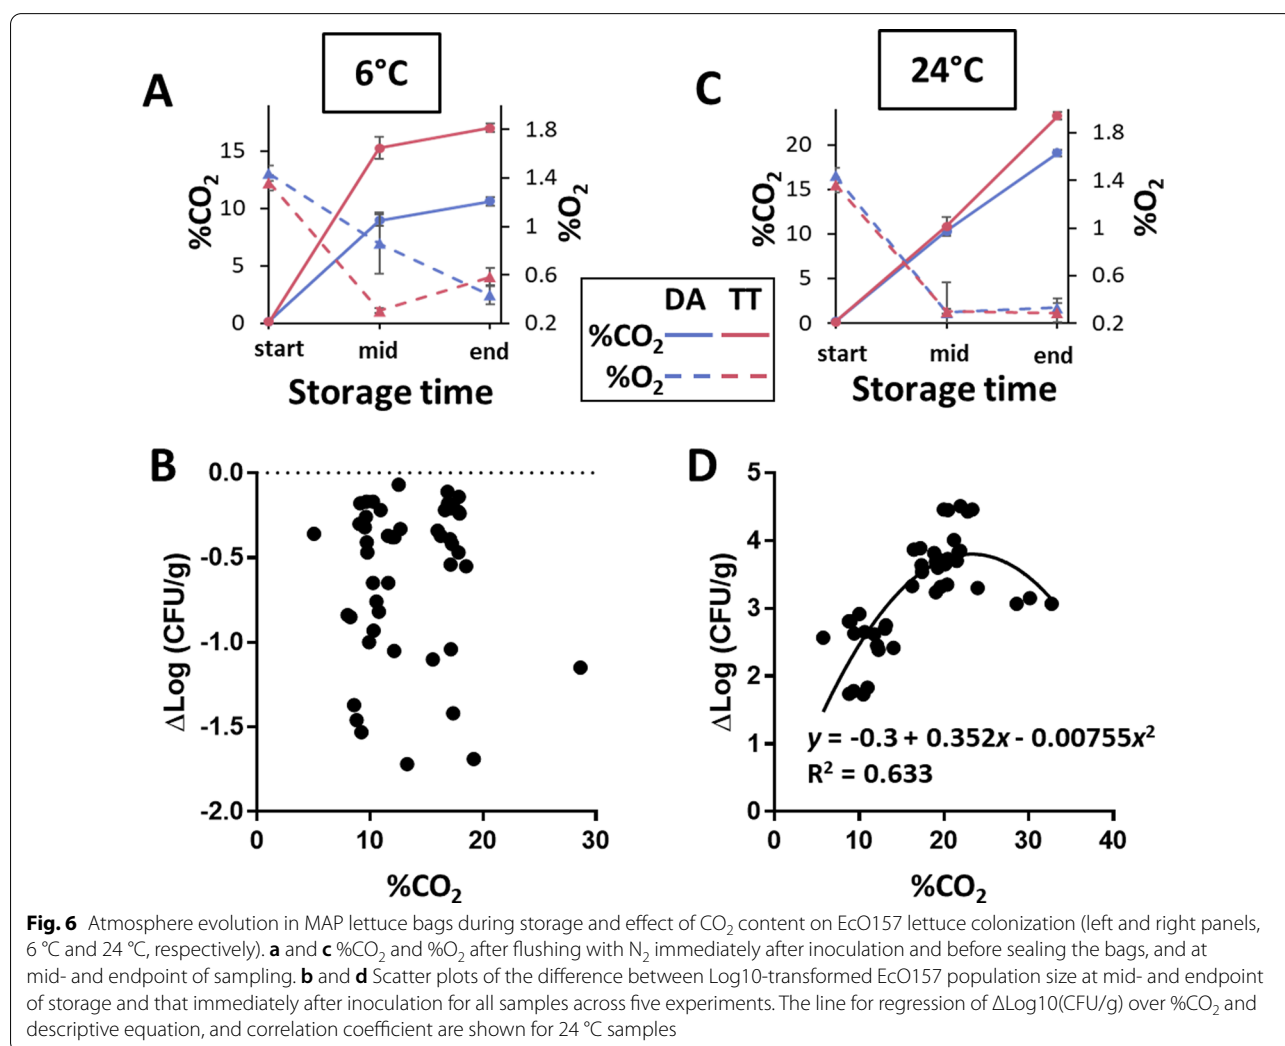 6°C
24°C
A
C
%CO2
15
10
5
0
1.8
1.4
1
0.6
0.2
%O2
start mid end
Storage time
%CO2
20
15
10
5
0
1.8
1.4
1
0.6
0.2
%O2
start mid end
Storage time
DA TT
%CO2
%O2
B
ΔLog (CFU/g)
0.0
-0.5
-1.0
-1.5
-2.0
0 10 20 30
%CO2
D
ΔLog (CFU/g)
5
4
3
2
1
0
y = -0.3 + 0.352x - 0.00755x²
R² = 0.633
0 10 20 30 40
%CO2
Fig. 6 Atmosphere evolution in MAP lettuce bags during storage and effect of CO2 content on EcO157 lettuce colonization (left and right panels,
6 °C and 24 °C, respectively). a and c %CO2 and %O2 after flushing with N2 immediately after inoculation and before sealing the bags, and at
mid- and endpoint of sampling. b and d Scatter plots of the difference between Log10-transformed EcO157 population size at mid- and endpoint
of storage and that immediately after inoculation for all samples across five experiments. The line for regression of ΔLog10(CFU/g) over %CO2 and
descriptive equation, and correlation coefficient are shown for 24 °C samples